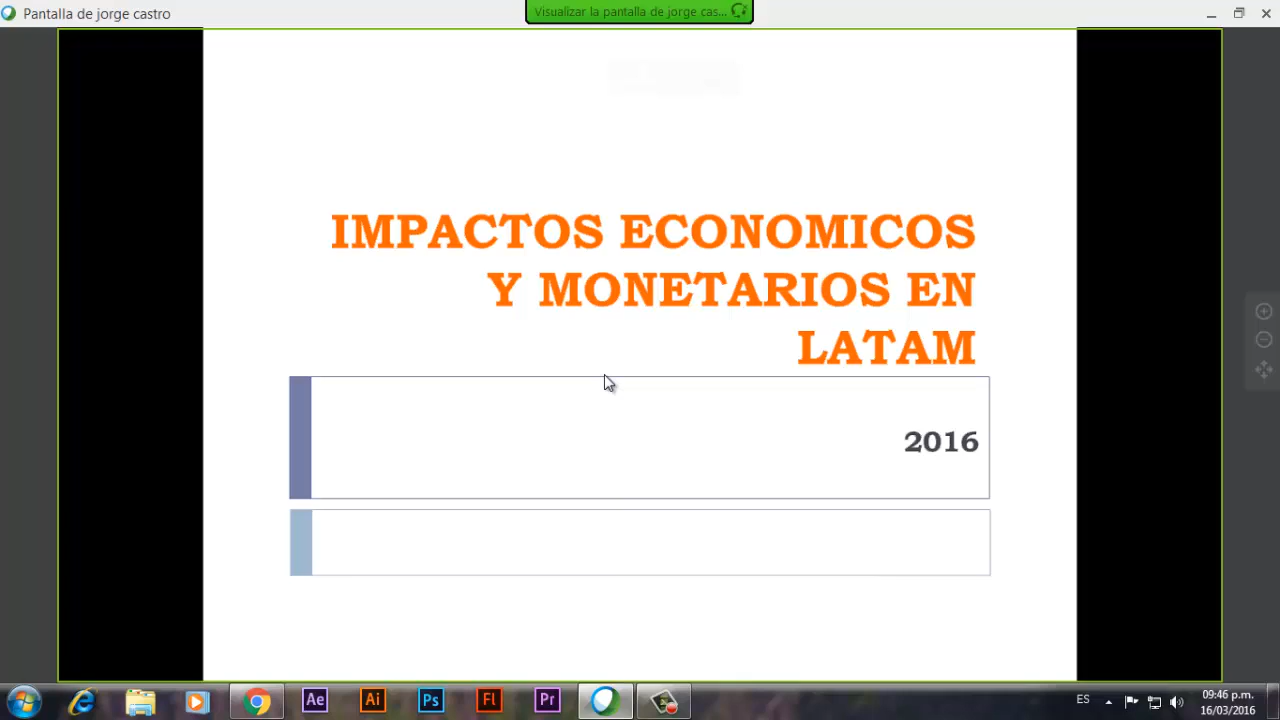 Pantalla de jorge castro
Visualizar la pantalla de jorge cas...
IMPACTOS ECONOMICOS
Y MONETARIOS EN
LATAM
2016
Ae
Ai
Ps
Fl
Pr
ES
09:46 p.m.
16/03/2016